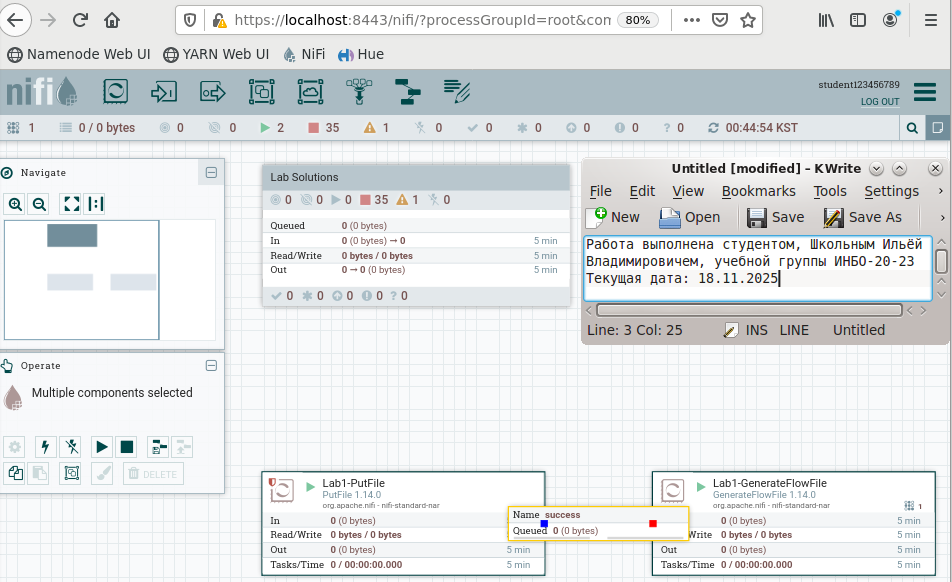 https://localhost:8443/nifi/?processGroupId=root&con 80%
Namenode Web UI YARN Web UI NiFi Hue
nifi
student123456789
LOG OUT
1 0 / 0 bytes 0 0 2 35 1 0 0 0 0 0 ? 0 00:44:54 KST
Navigate
Operate
Multiple components selected
DELETE
Lab Solutions
0 0 0 35 1 0
Queued 0 (0 bytes)
In 0 (0 bytes) → 0 5 min
Read/Write 0 bytes / 0 bytes 5 min
Out 0 → 0 (0 bytes) 5 min
0 0 0 0 ? 0
Untitled [modified] – KWrite
File Edit View Bookmarks Tools Settings
New Open Save Save As
Работа выполнена студентом, Школьным Ильёй
Владимировичем, учебной группы ИНБО-20-23
Текущая дата: 18.11.2025
Line: 3 Col: 25 INS LINE Untitled
Lab1-PutFile
PutFile 1.14.0
org.apache.nifi - nifi-standard-nar
In 0 (0 bytes)
Read/Write 0 bytes / 0 bytes
Out 0 (0 bytes) 5 min
Tasks/Time 0 / 00:00:00.000 5 min
Name success
Queued 0 (0 bytes)
Lab1-GenerateFlowFile
GenerateFlowFile 1.14.0
org.apache.nifi - nifi-standard-nar
1
0 (0 bytes) 5 min
Write 0 bytes / 0 bytes 5 min
Out 0 (0 bytes) 5 min
Tasks/Time 0 / 00:00:00.000 5 min